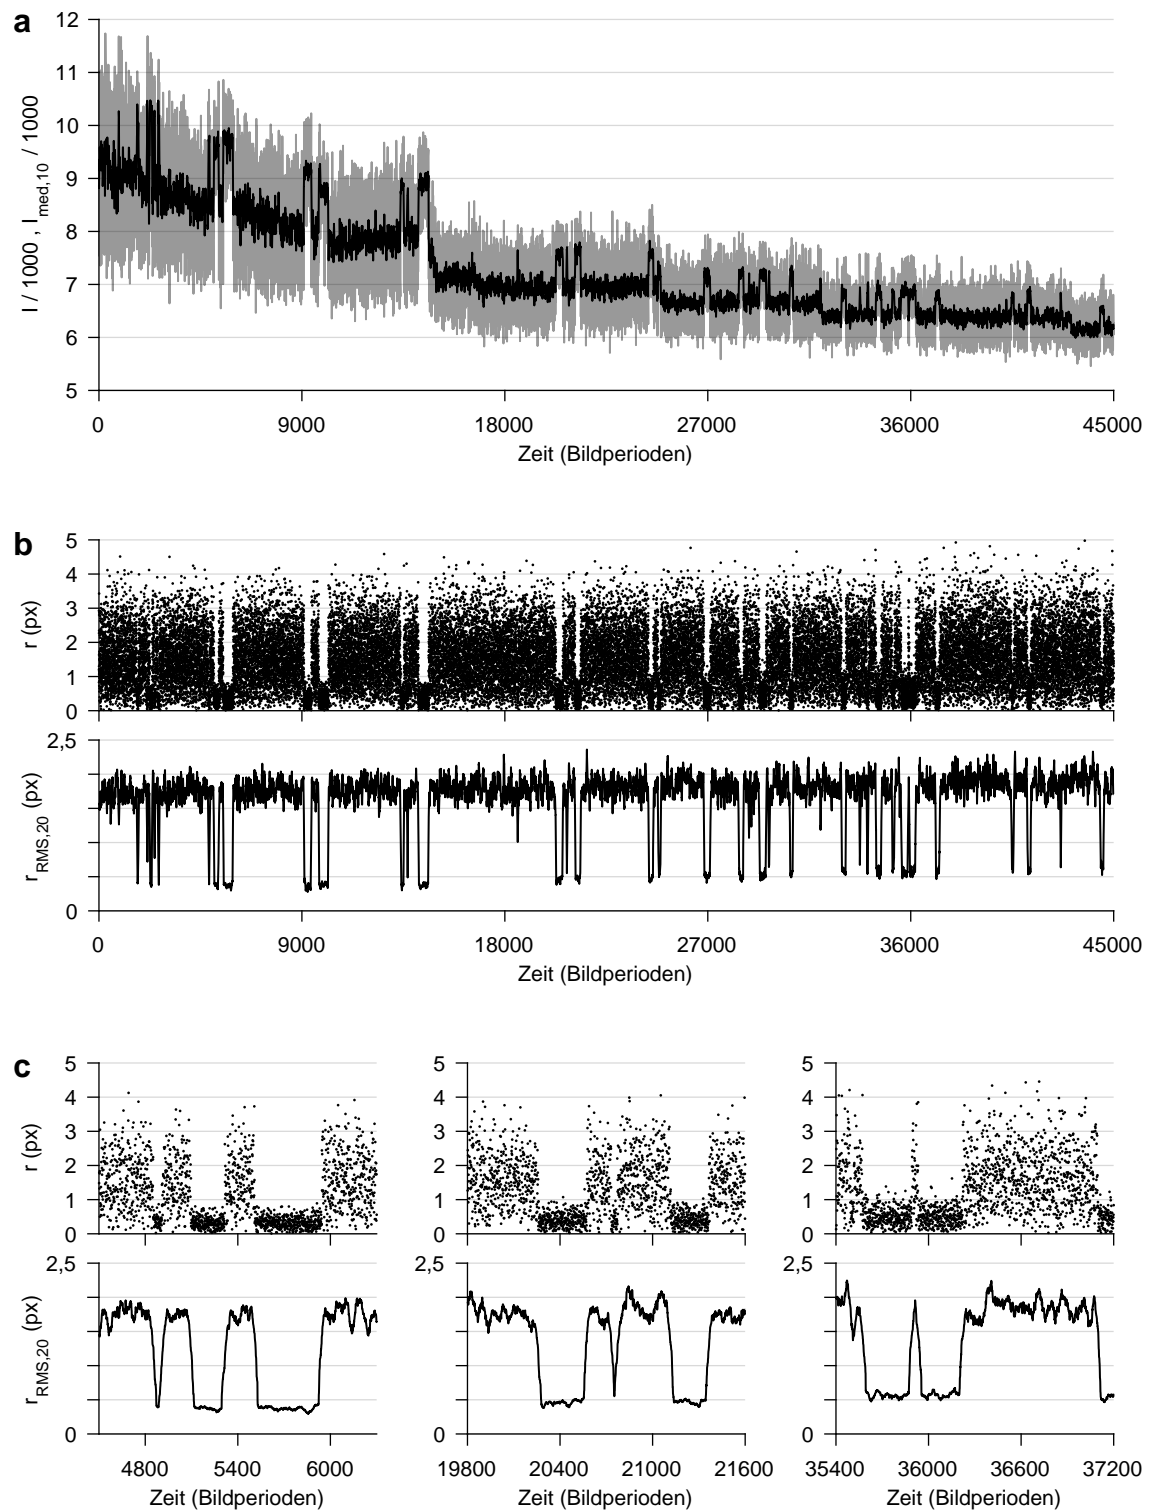 a
12
11
10
9
8
7
6
5
I / 1000 , I med,10 / 1000
0 9000 18000 27000 36000 45000
Zeit (Bildperioden)
b
5
4
3
2
1
0
r (px)
2,5
0
r RMS,20 (px)
0 9000 18000 27000 36000 45000
Zeit (Bildperioden)
c
5 5 5
4 4 4
3 3 3
2 2 2
1 1 1
0 0 0
r (px)
2,5 2,5 2,5
0 0 0
r RMS,20 (px)
4800 5400 6000 19800 20400 21000 21600 35400 36000 36600 37200
Zeit (Bildperioden) Zeit (Bildperioden) Zeit (Bildperioden)